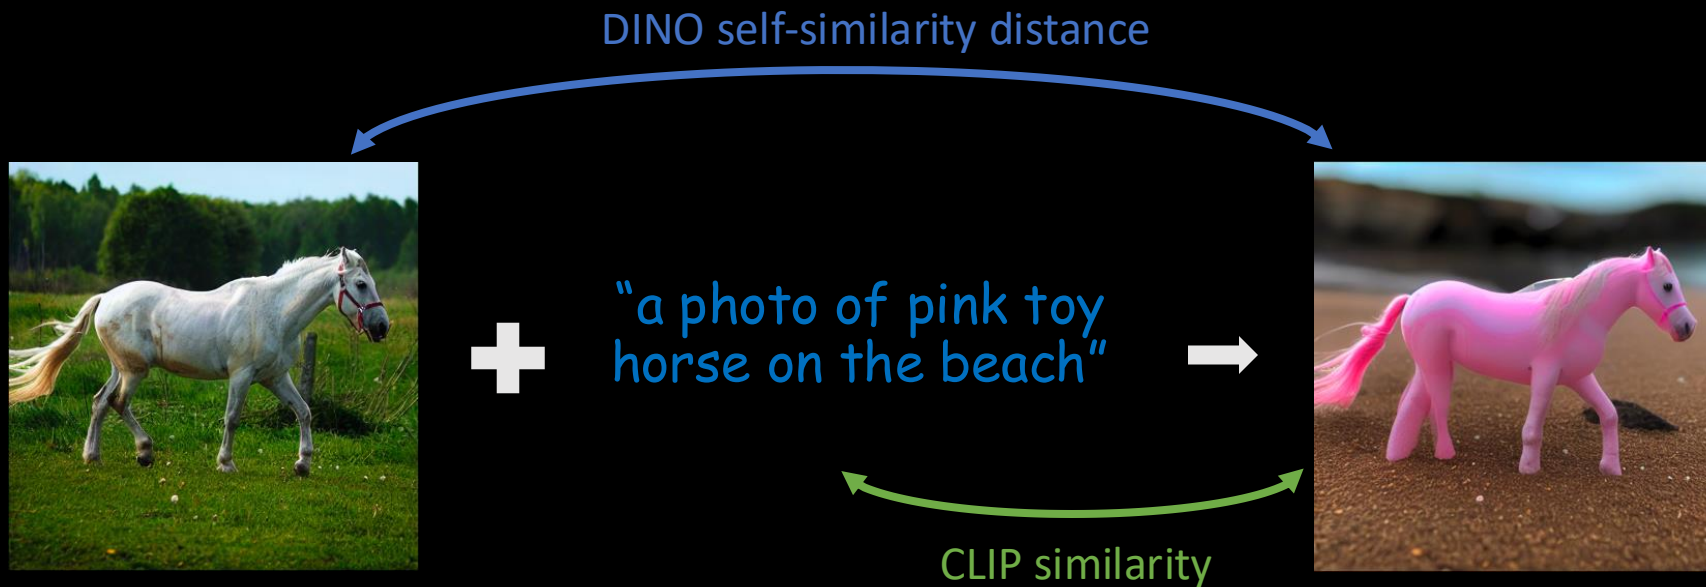 DINO self-similarity distance
“a photo of pink toy
horse on the beach”
CLIP similarity